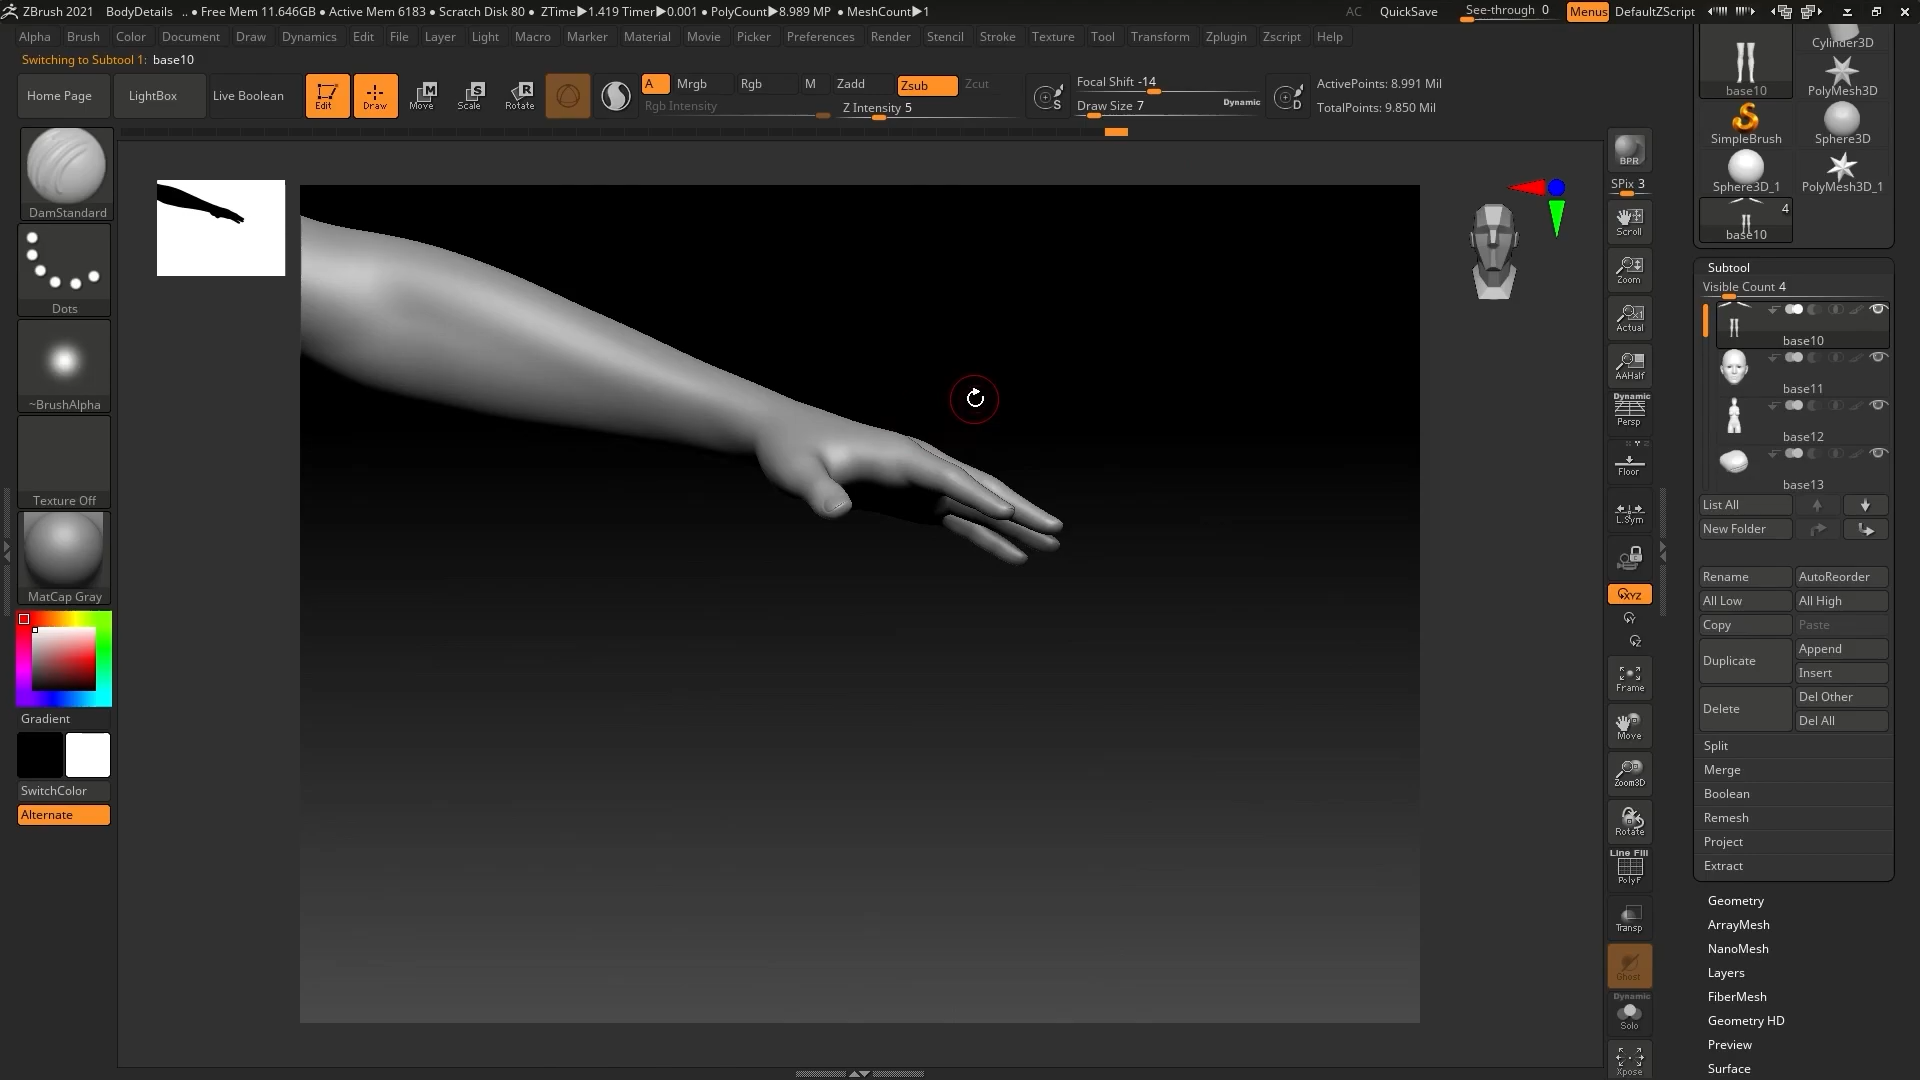 ZBrush 2021 BodyDetails .. ● Free Mem 11.646GB ● Active Mem 6183 ● Scratch Disk 80 ● ZTime▶1.419 Timer▶0.001 ● PolyCount▶8.989 MP ● MeshCount▶1 AC QuickSave See-through 0 Menus DefaultZScript
Alpha Brush Color Document Draw Dynamics Edit File Layer Light Macro Marker Material Movie Picker Preferences Render Stencil Stroke Texture Tool Transform Zplugin Zscript Help
Switching to Subtool 1: base10
Home Page LightBox Live Boolean Edit Draw Move Scale Rotate A Mrgb Rgb M Zadd Zsub Zcut
Rgb Intensity Z Intensity 5
Focal Shift -14
Draw Size 7 Dynamic
ActivePoints: 8.991 Mil
TotalPoints: 9.850 Mil
DamStandard
Dots
~BrushAlpha
Texture Off
MatCap Gray
Gradient
SwitchColor
Alternate
BPR
SPix 3
Scroll
Zoom
Actual
AAHalf
Dynamic
Persp
Floor
L.Sym
XYZ
Y
Z
Frame
Move
Zoom3D
Rotate
Line Fill
PolyF
Transp
Ghost
Dynamic
Solo
Xpose
Cylinder3D
base10 PolyMesh3D
SimpleBrush Sphere3D
Sphere3D_1 PolyMesh3D_1
4
base10
Subtool
Visible Count 4
base10
base11
base12
base13
List All
New Folder
Rename AutoReorder
All Low All High
Copy Paste
Duplicate Append
Insert
Delete Del Other
Del All
Split
Merge
Boolean
Remesh
Project
Extract
Geometry
ArrayMesh
NanoMesh
Layers
FiberMesh
Geometry HD
Preview
Surface